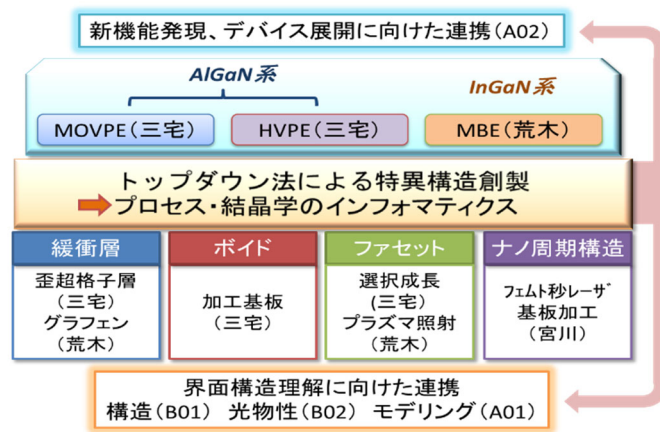 新機能発現、デバイス展開に向けた連携(A02)
AlGaN系
InGaN系
MOVPE(三宅)
HVPE(三宅)
MBE(荒木)
トップダウン法による特異構造創製
プロセス・結晶学のインフォマティクス
緩衝層
歪超格子層
(三宅)
グラフェン
(荒木)
ボイド
加工基板
(三宅)
ファセット
選択成長
(三宅)
プラズマ照射
(荒木)
ナノ周期構造
フェムト秒レーザ
基板加工
(宮川)
界面構造理解に向けた連携
構造(B01) 光物性(B02) モデリング(A01)